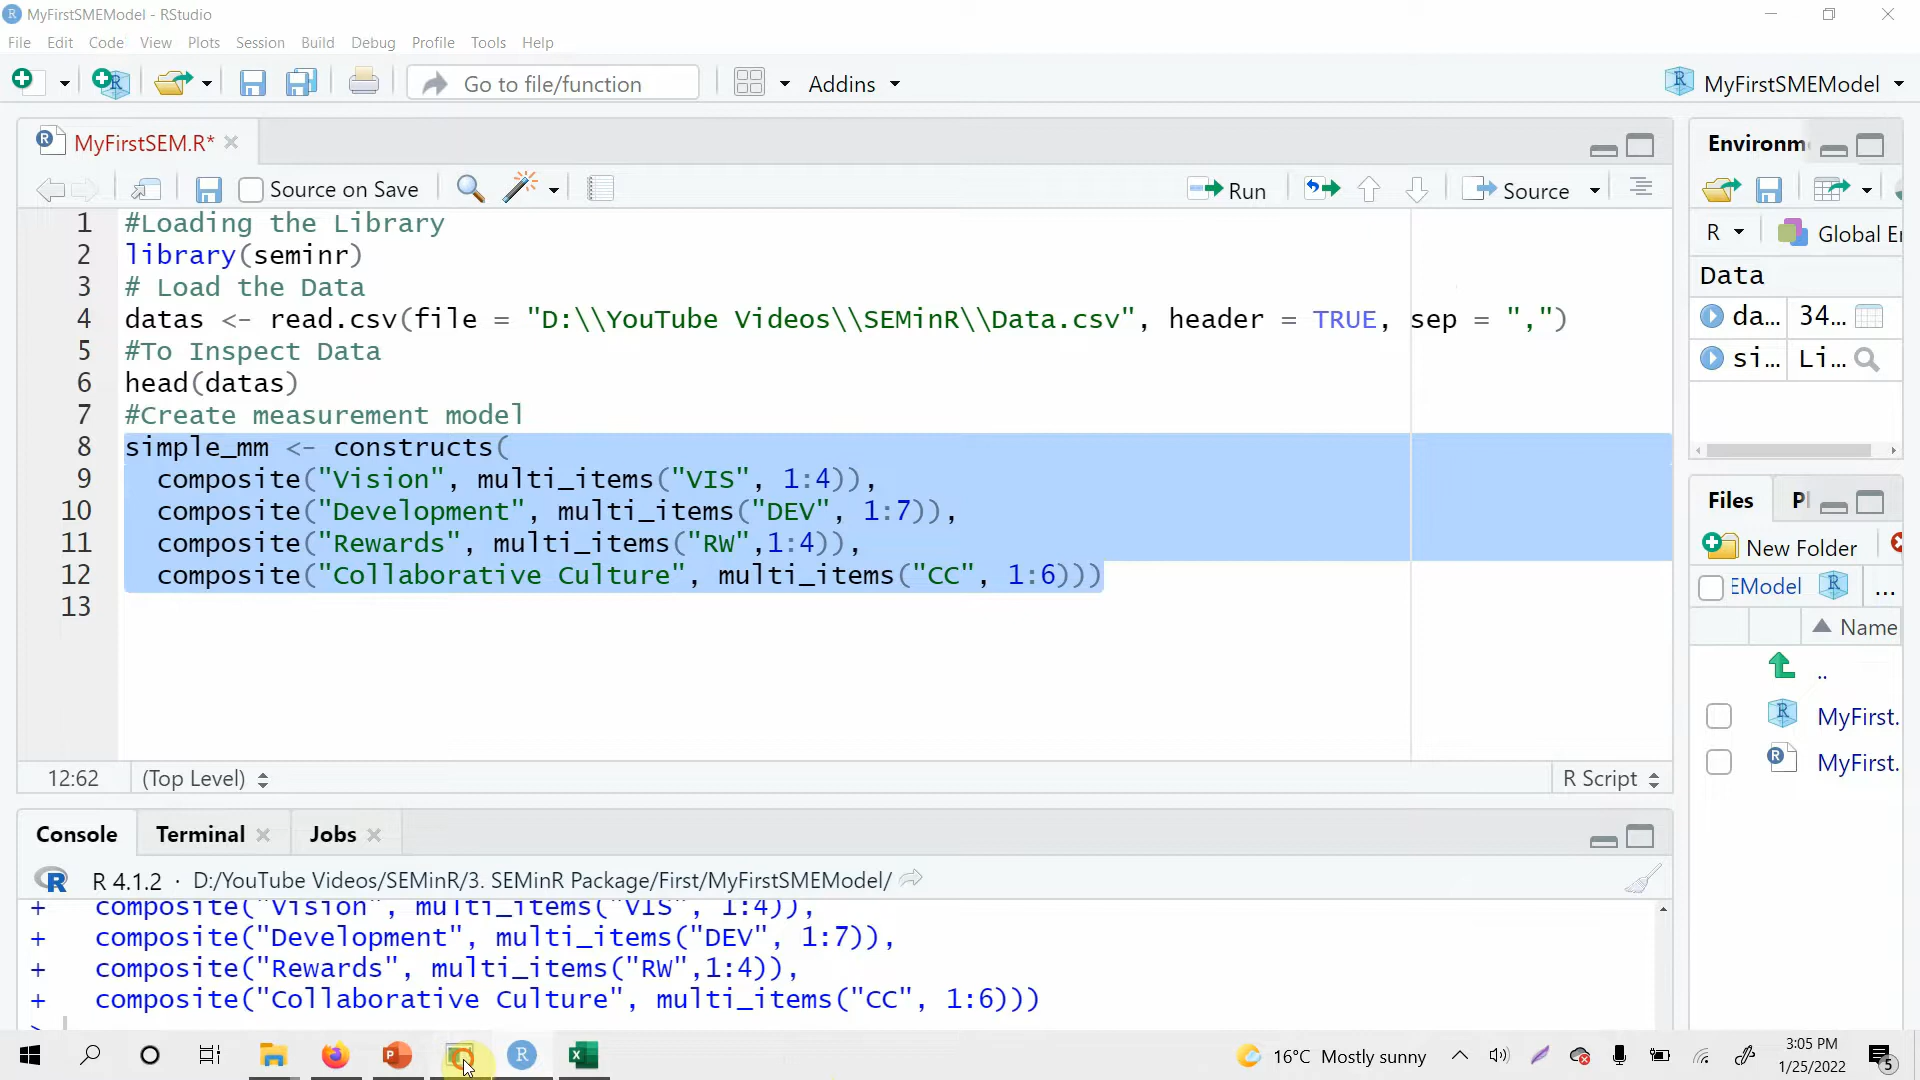 MyFirstSMEModel - RStudio
File Edit Code View Plots Session Build Debug Profile Tools Help
Go to file/function Addins MyFirstSMEModel
MyFirstSEM.R*
Source on Save Run Source
1 #Loading the Library
2 library(seminr)
3 # Load the Data
4 datas <- read.csv(file = "D:\\YouTube Videos\\SEMinR\\Data.csv", header = TRUE, sep = ",")
5 #To Inspect Data
6 head(datas)
7 #Create measurement model
8 simple_mm <- constructs(
9 composite("Vision", multi_items("VIS", 1:4)),
10 composite("Development", multi_items("DEV", 1:7)),
11 composite("Rewards", multi_items("RW",1:4)),
12 composite("Collaborative Culture", multi_items("CC", 1:6)))
13
12:62 (Top Level) R Script
Console Terminal Jobs
R 4.1.2 · D:/YouTube Videos/SEMinR/3. SEMinR Package/First/MyFirstSMEModel/
+ composite("Vision", multi_items("VIS", 1:4)),
+ composite("Development", multi_items("DEV", 1:7)),
+ composite("Rewards", multi_items("RW",1:4)),
+ composite("Collaborative Culture", multi_items("CC", 1:6)))
>
Environm
R Global En
Data
da... 34...
si... Li...
Files Pl
New Folder
EModel ...
Name
..
MyFirst.
MyFirst.
16°C Mostly sunny
3:05 PM
1/25/2022
5